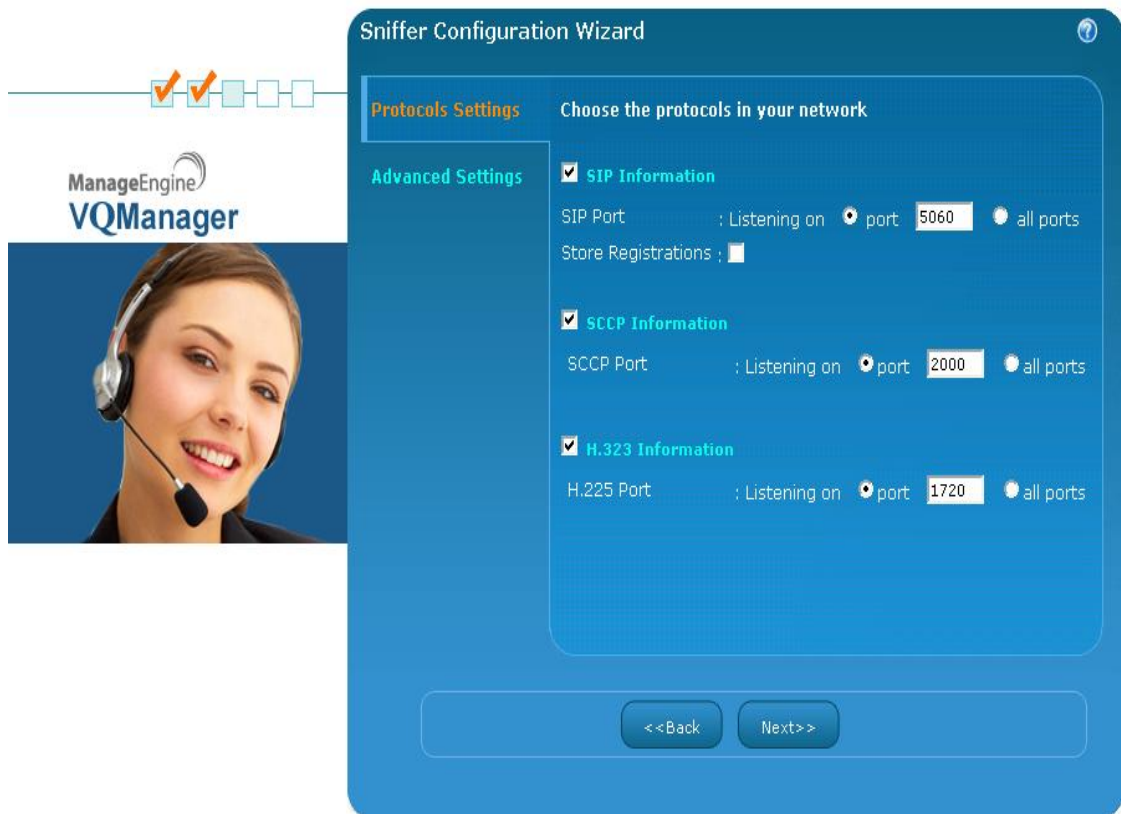 Sniffer Configuration Wizard
?
ManageEngine
VQManager
Protocols Settings
Advanced Settings
Choose the protocols in your network
SIP Information
SIP Port : Listening on port 5060 all ports
Store Registrations :
SCCP Information
SCCP Port : Listening on port 2000 all ports
H.323 Information
H.225 Port : Listening on port 1720 all ports
<<Back Next>>